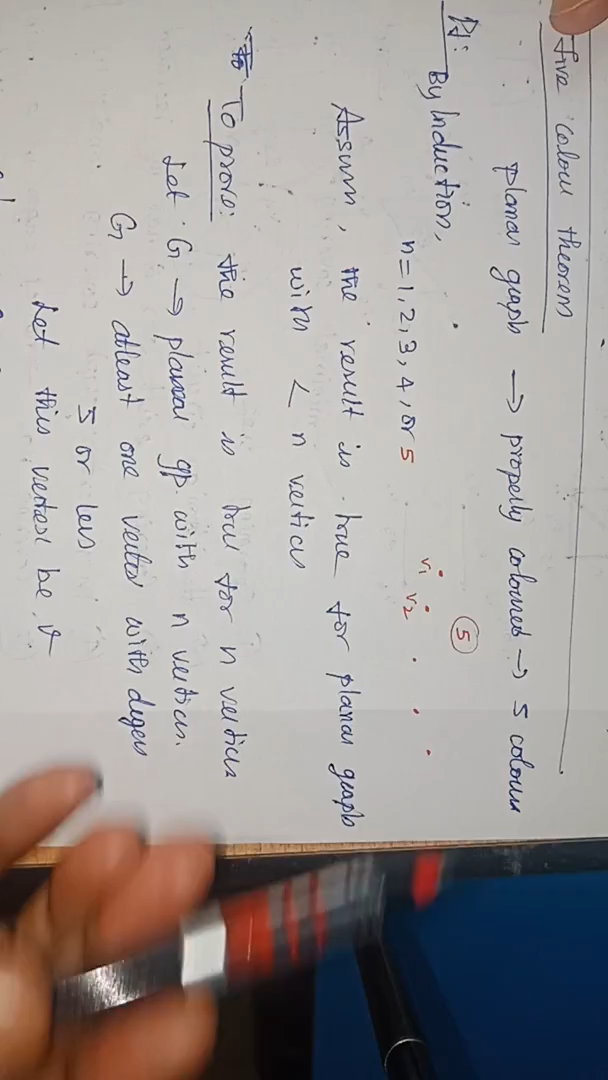 Five colour theorem
planar graph → properly coloured → 5 colour
Pf:
By Induction,
n = 1, 2, 3, 4, or 5
v₁ v₂
5
Assum, the result is true for planar graph
with < n vertices
To prove: the result is true for n vertices
Let G → planar gp. with n vertices.
G → atleast one vertex with degree
5 or less
Let this vertex be v